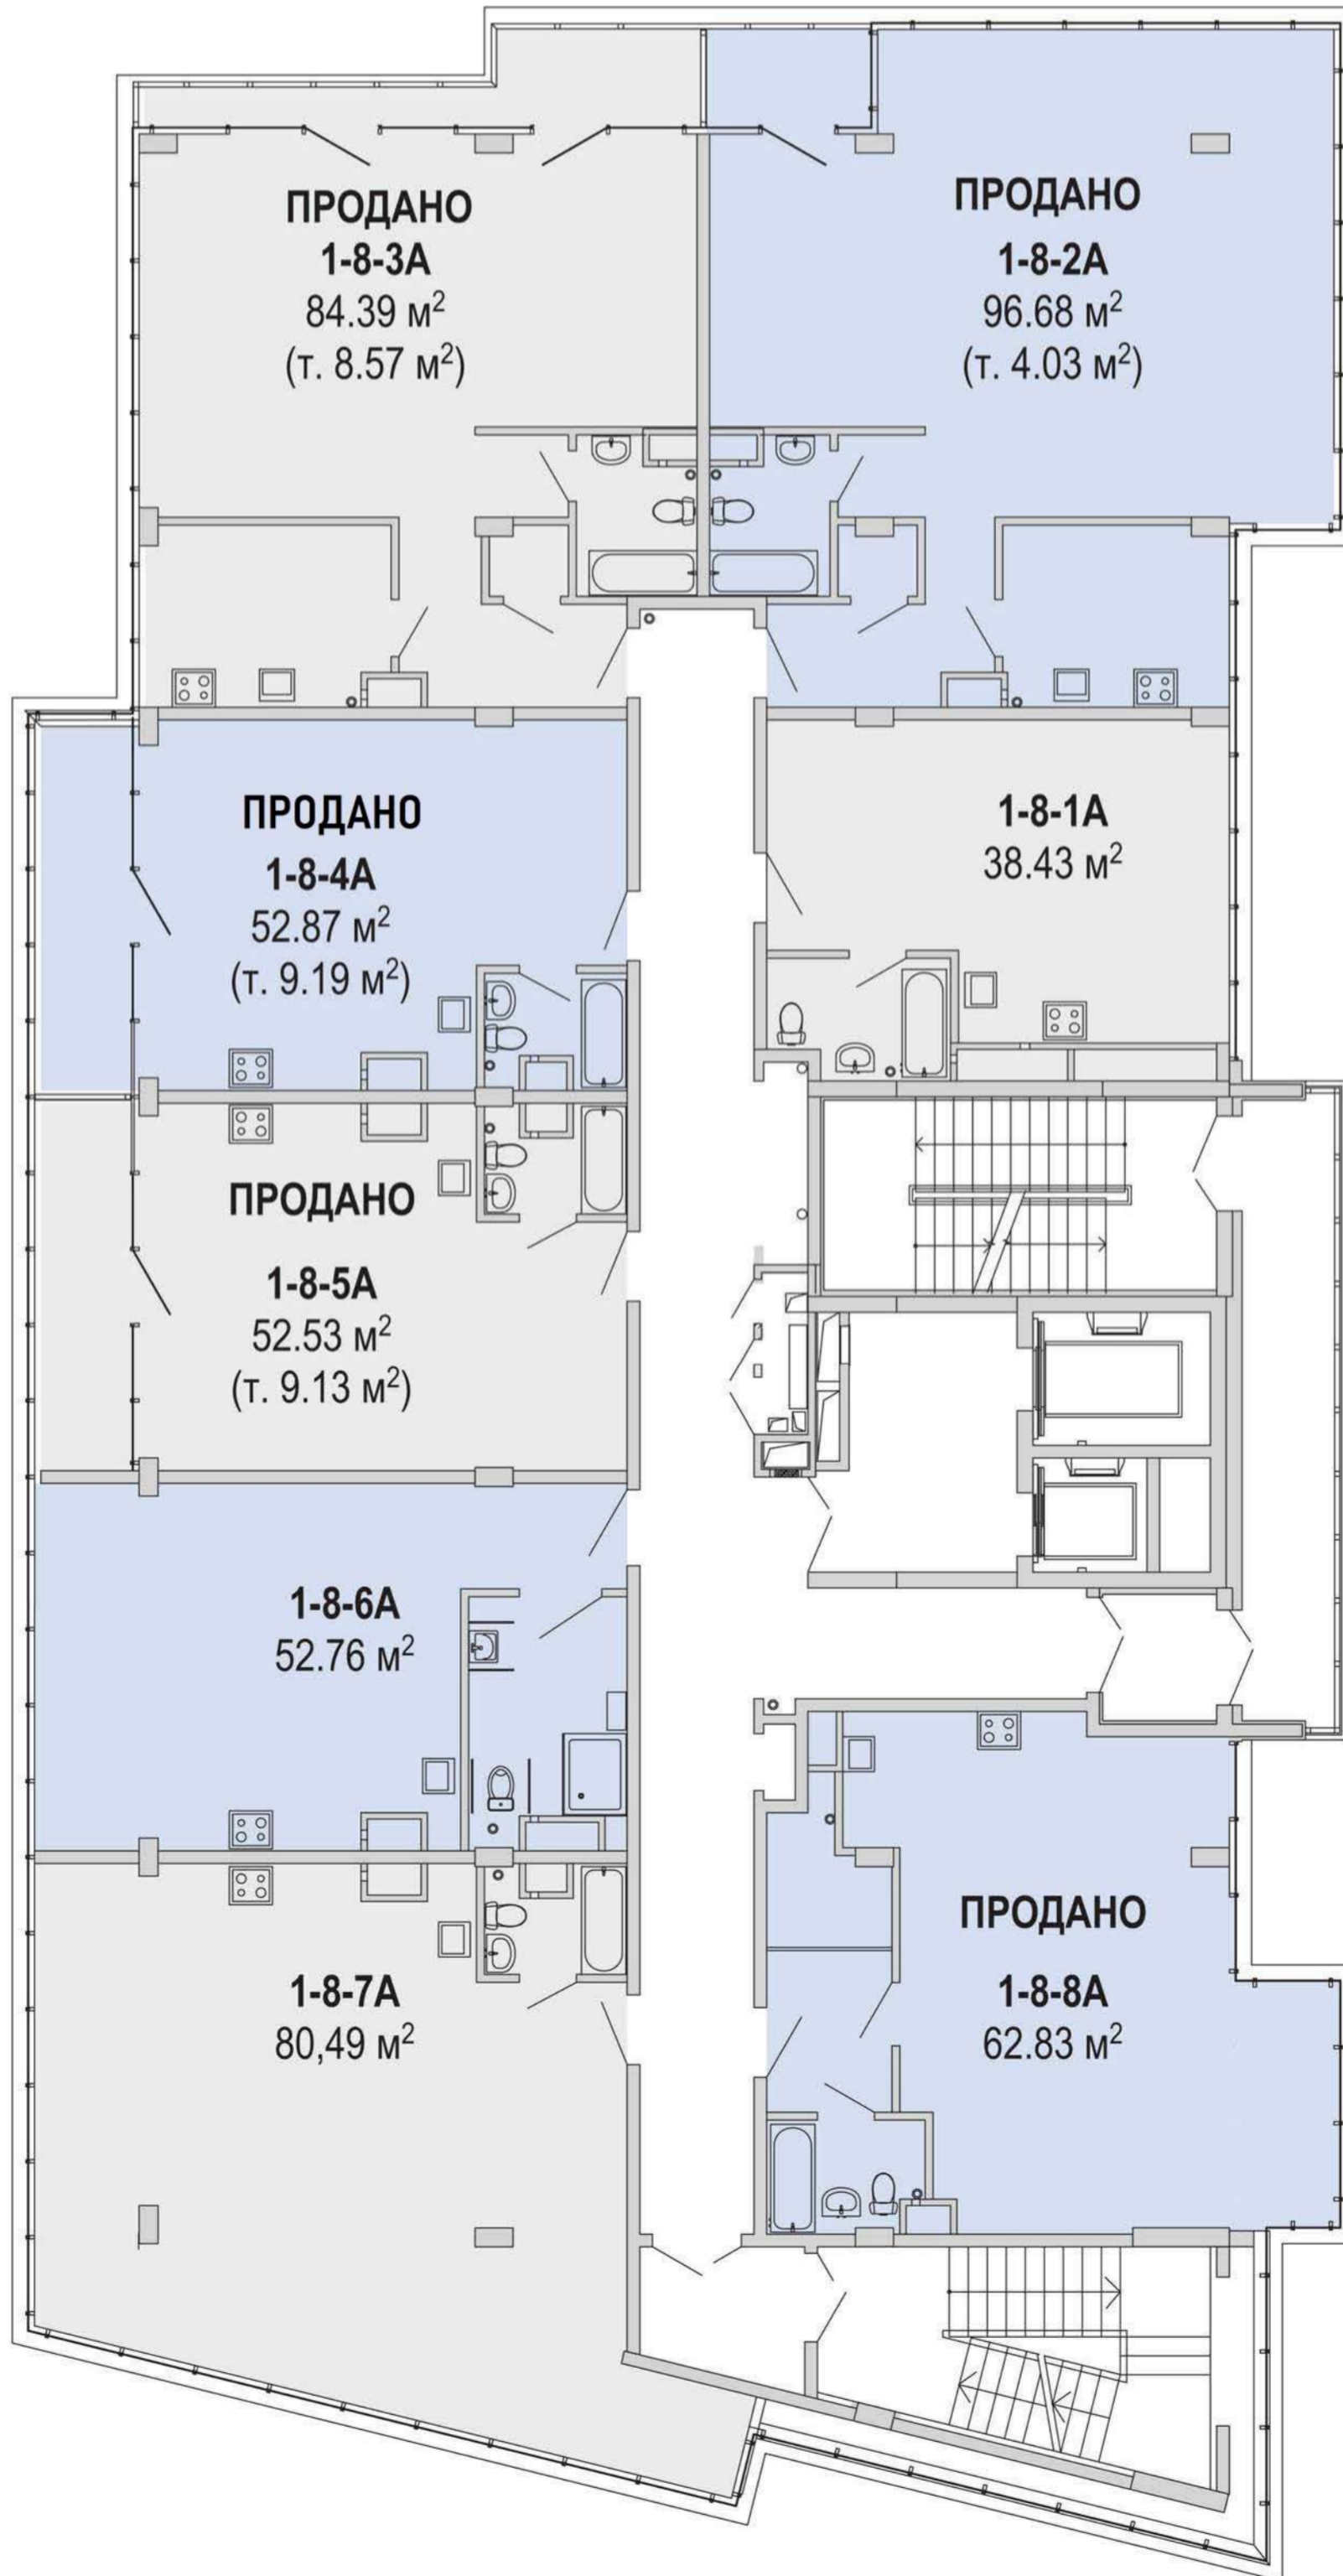 ПРОДАНО
1-8-3А
84.39 м²
(т. 8.57 м²)
ПРОДАНО
1-8-2А
96.68 м²
(т. 4.03 м²)
ПРОДАНО
1-8-4А
52.87 м²
(т. 9.19 м²)
1-8-1А
38.43 м²
ПРОДАНО
1-8-5А
52.53 м²
(т. 9.13 м²)
1-8-6А
52.76 м²
1-8-7А
80,49 м²
ПРОДАНО
1-8-8А
62.83 м²